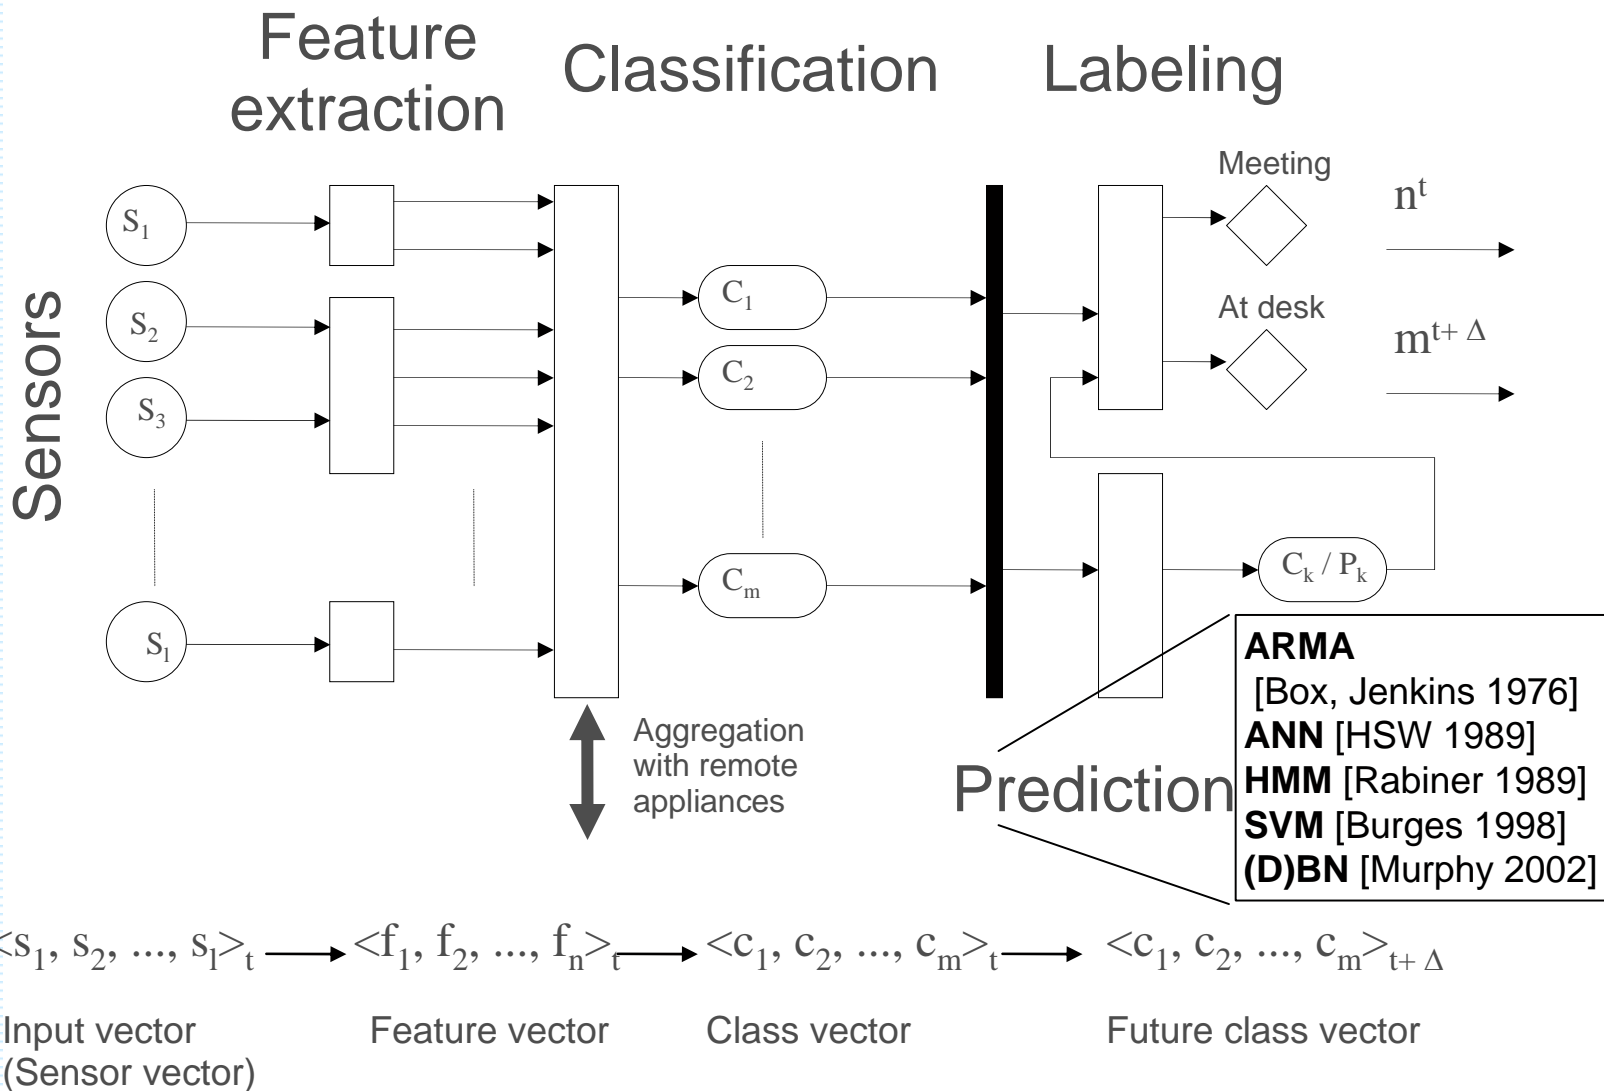 Feature
extraction
Classification
Labeling
Sensors
S₁
S₂
S₃
Sₗ
C₁
C₂
Cₘ
Meeting
At desk
nᵗ
m^{t+ Δ}
Cₖ / Pₖ
Aggregation
with remote
appliances
Prediction
ARMA
[Box, Jenkins 1976]
ANN [HSW 1989]
HMM [Rabiner 1989]
SVM [Burges 1998]
(D)BN [Murphy 2002]
<s₁, s₂, ..., sₗ>ₜ
<f₁, f₂, ..., fₙ>ₜ
<c₁, c₂, ..., cₘ>ₜ
<c₁, c₂, ..., cₘ>_{t+ Δ}
Input vector
(Sensor vector)
Feature vector
Class vector
Future class vector